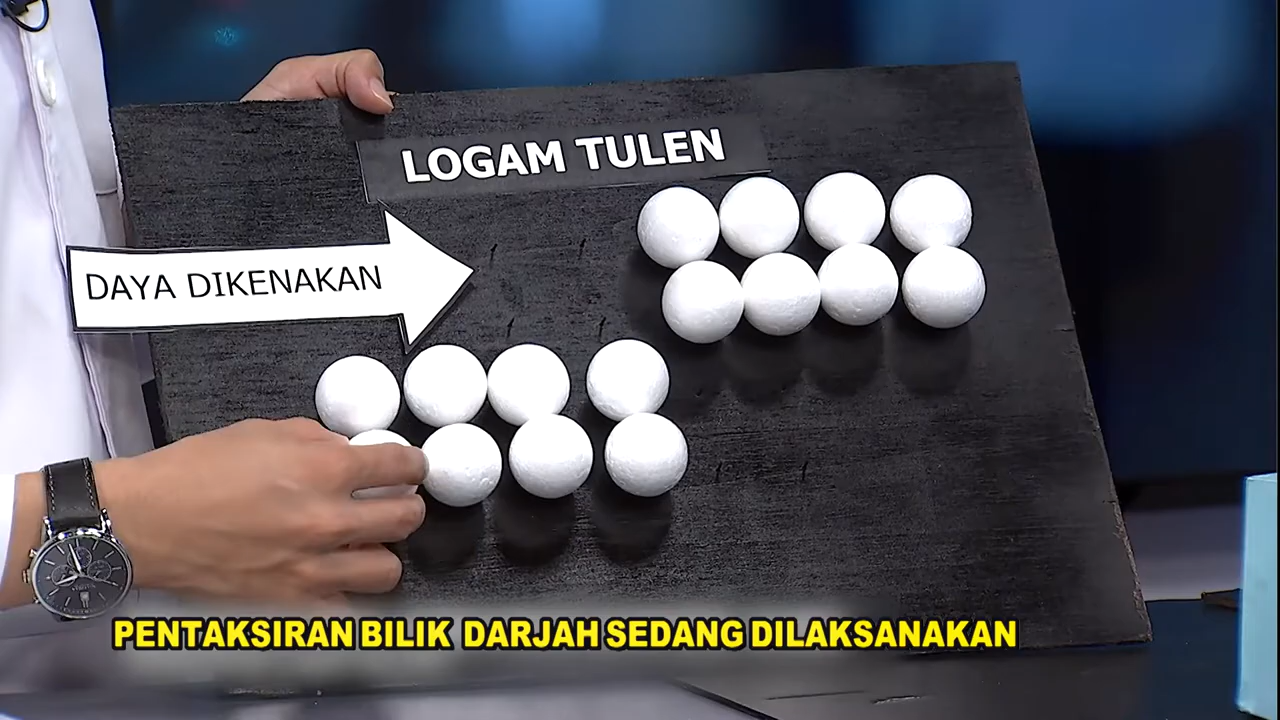 LOGAM TULEN
DAYA DIKENAKAN
PENTAKSIRAN BILIK DARJAH SEDANG DILAKSANAKAN